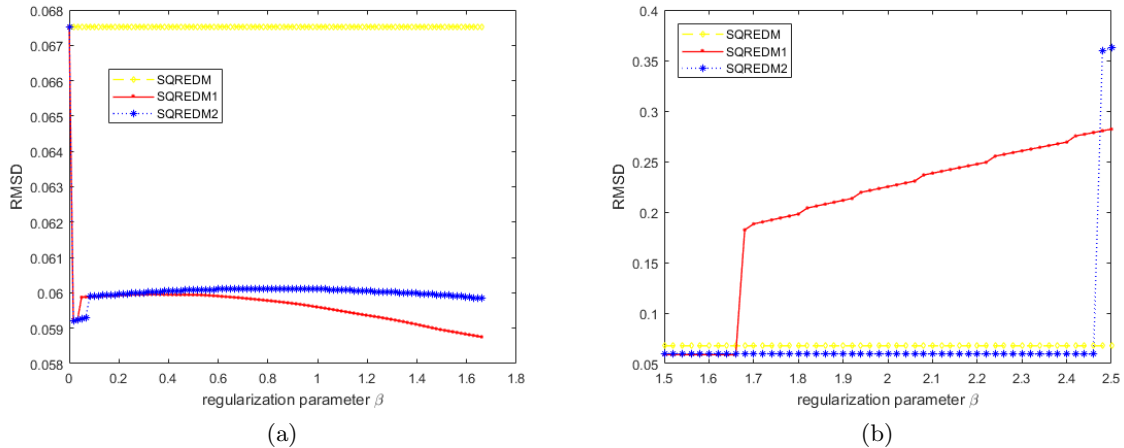 0.068
0.067
0.066
0.065
0.064
0.063
0.062
0.061
0.06
0.059
0.058
RMSD
SQREDM
SQREDM1
SQREDM2
0 0.2 0.4 0.6 0.8 1 1.2 1.4 1.6 1.8
regularization parameter β
(a)
0.4
0.35
0.3
0.25
0.2
0.15
0.1
0.05
RMSD
SQREDM
SQREDM1
SQREDM2
1.5 1.6 1.7 1.8 1.9 2 2.1 2.2 2.3 2.4 2.5
regularization parameter β
(b)